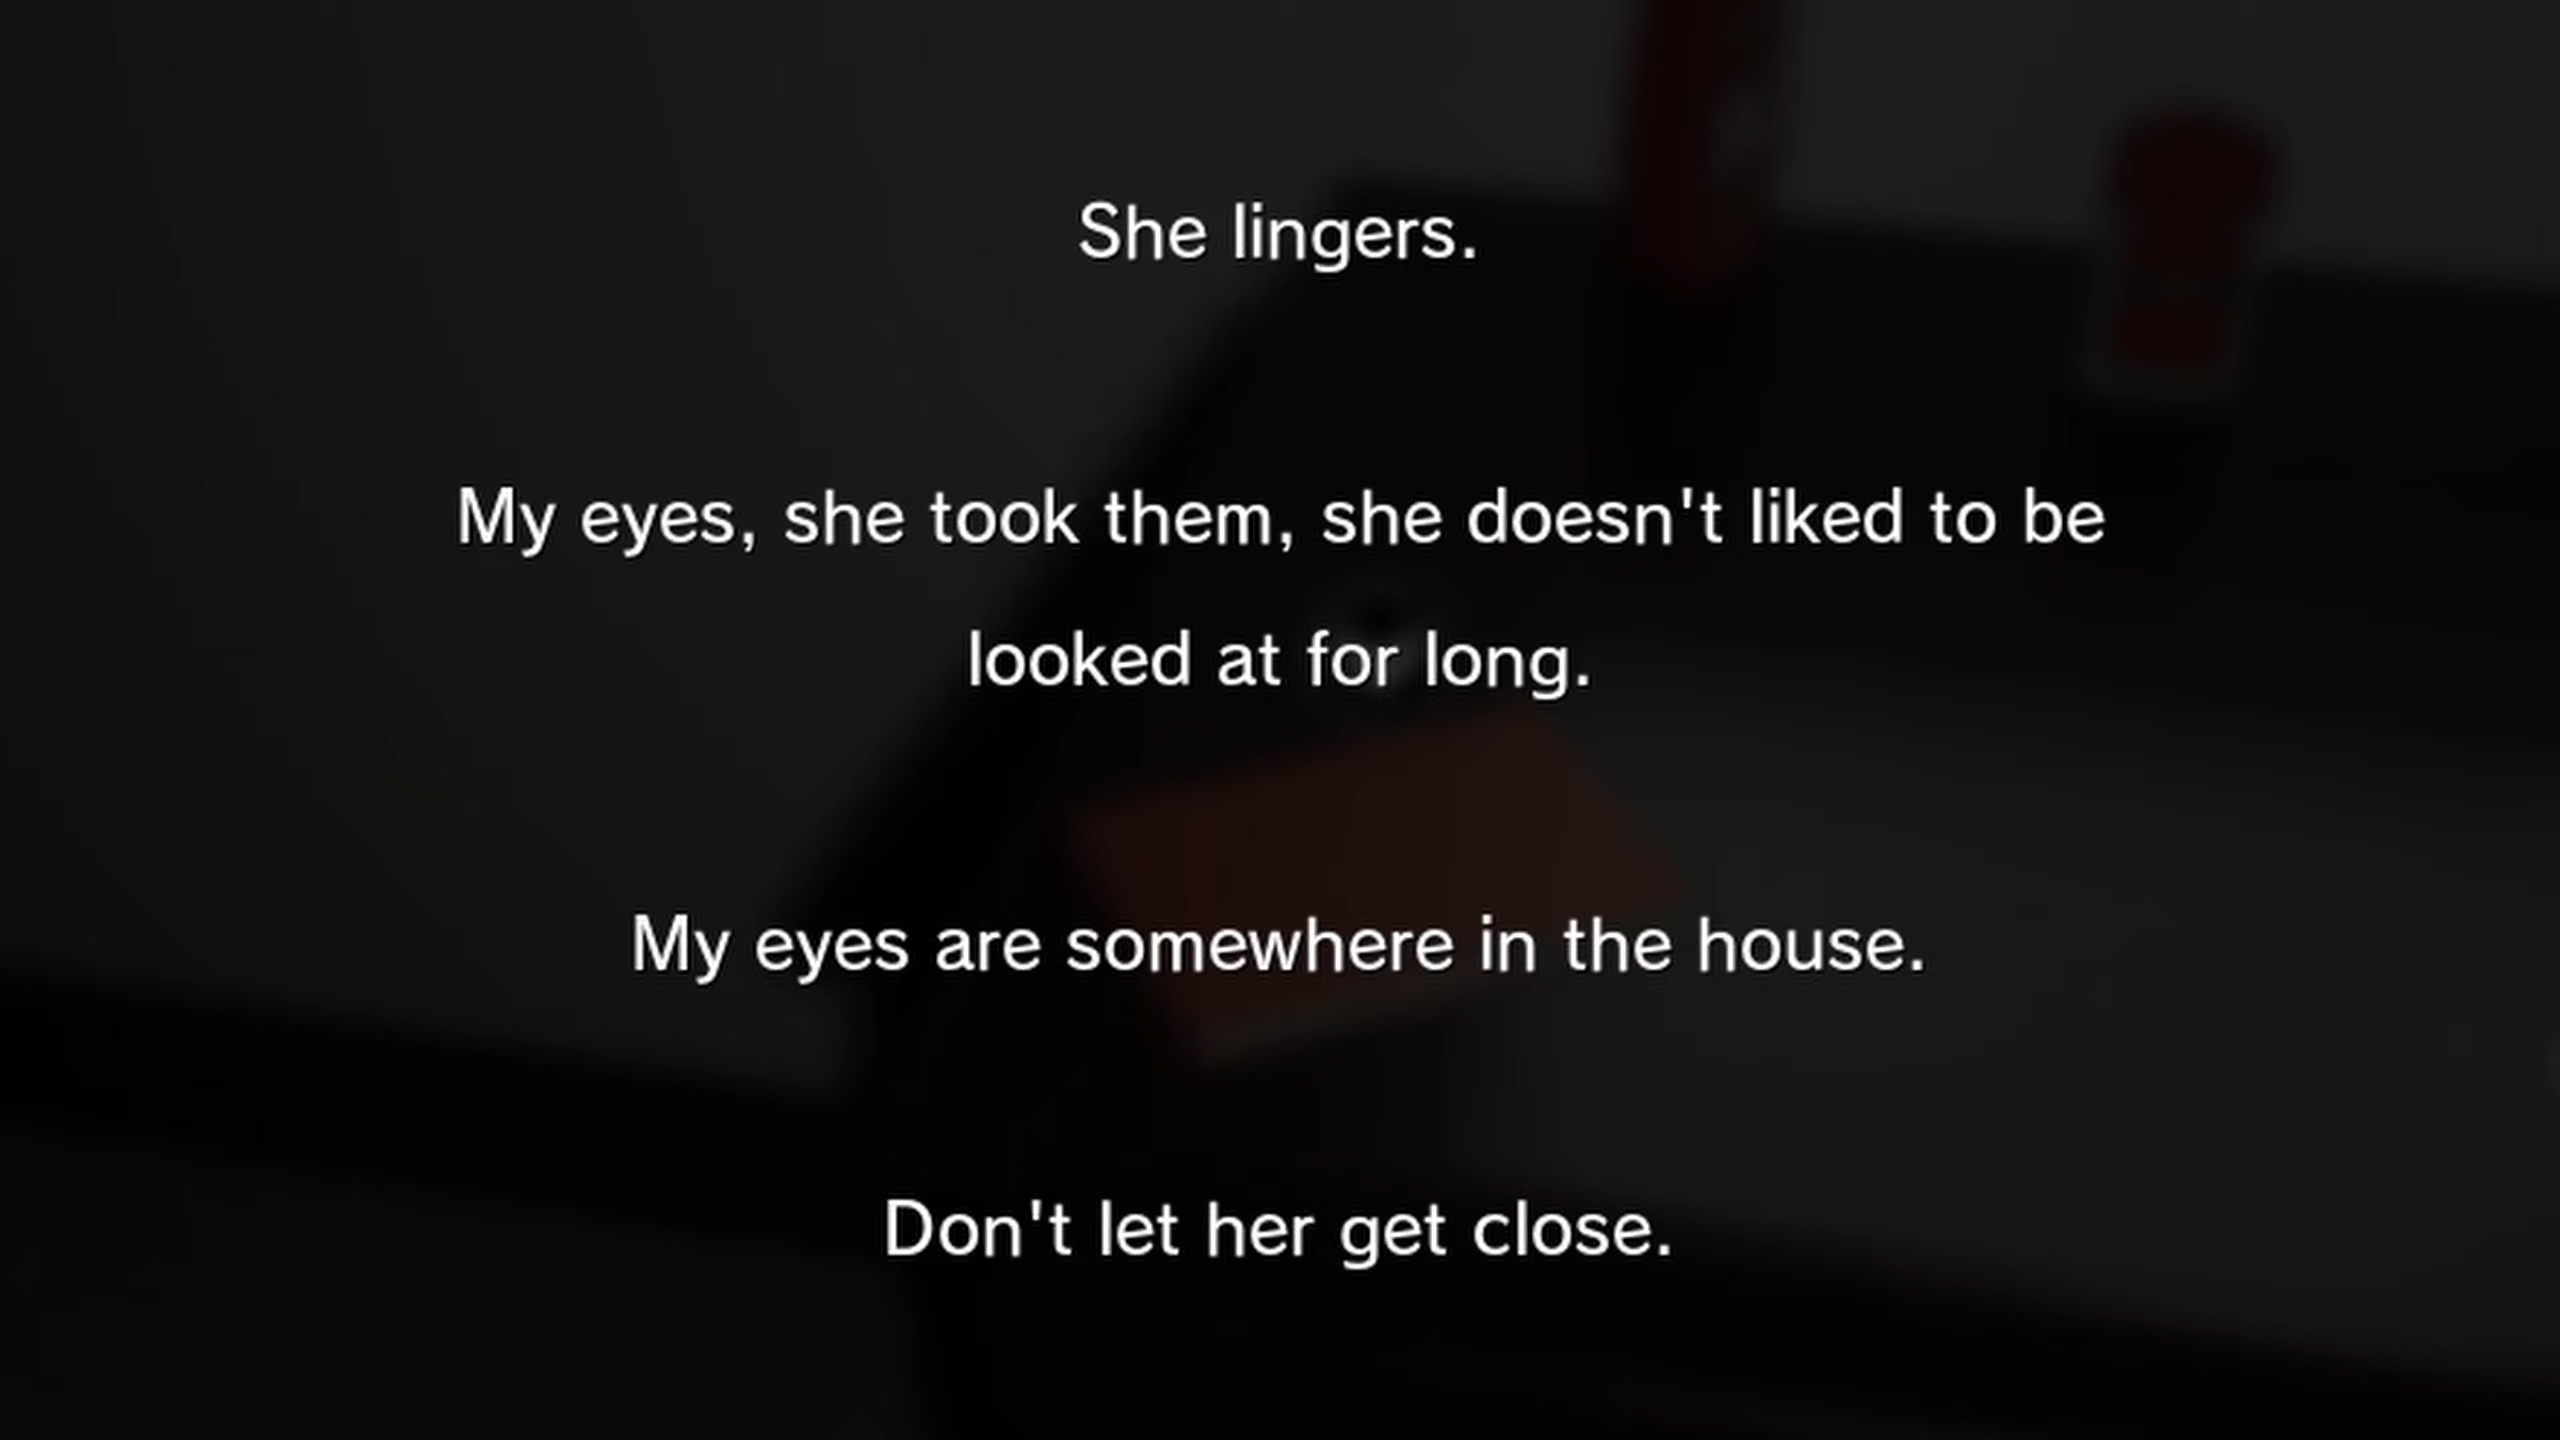 She lingers.
My eyes, she took them, she doesn't liked to be
looked at for long.
My eyes are somewhere in the house.
Don't let her get close.